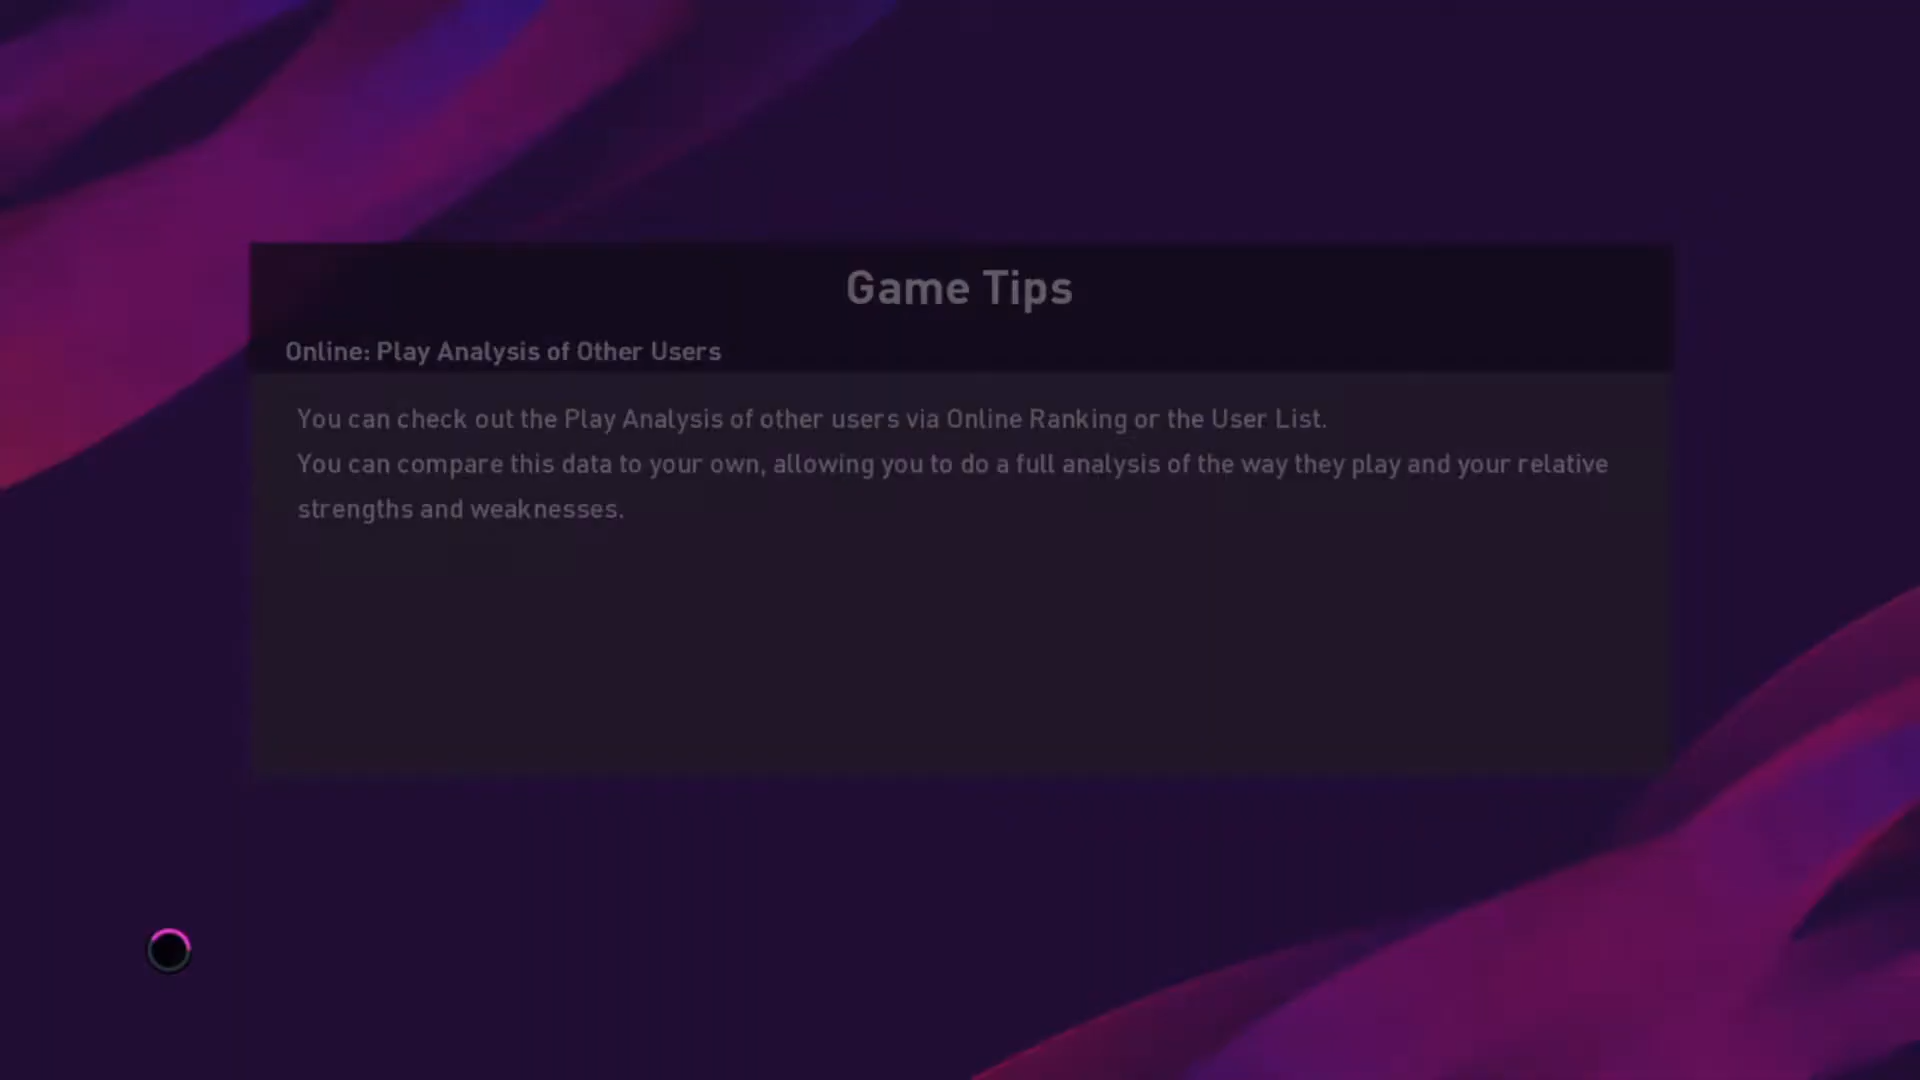 Game Tips
Online: Play Analysis of Other Users
You can check out the Play Analysis of other users via Online Ranking or the User List.
You can compare this data to your own, allowing you to do a full analysis of the way they play and your relative
strengths and weaknesses.